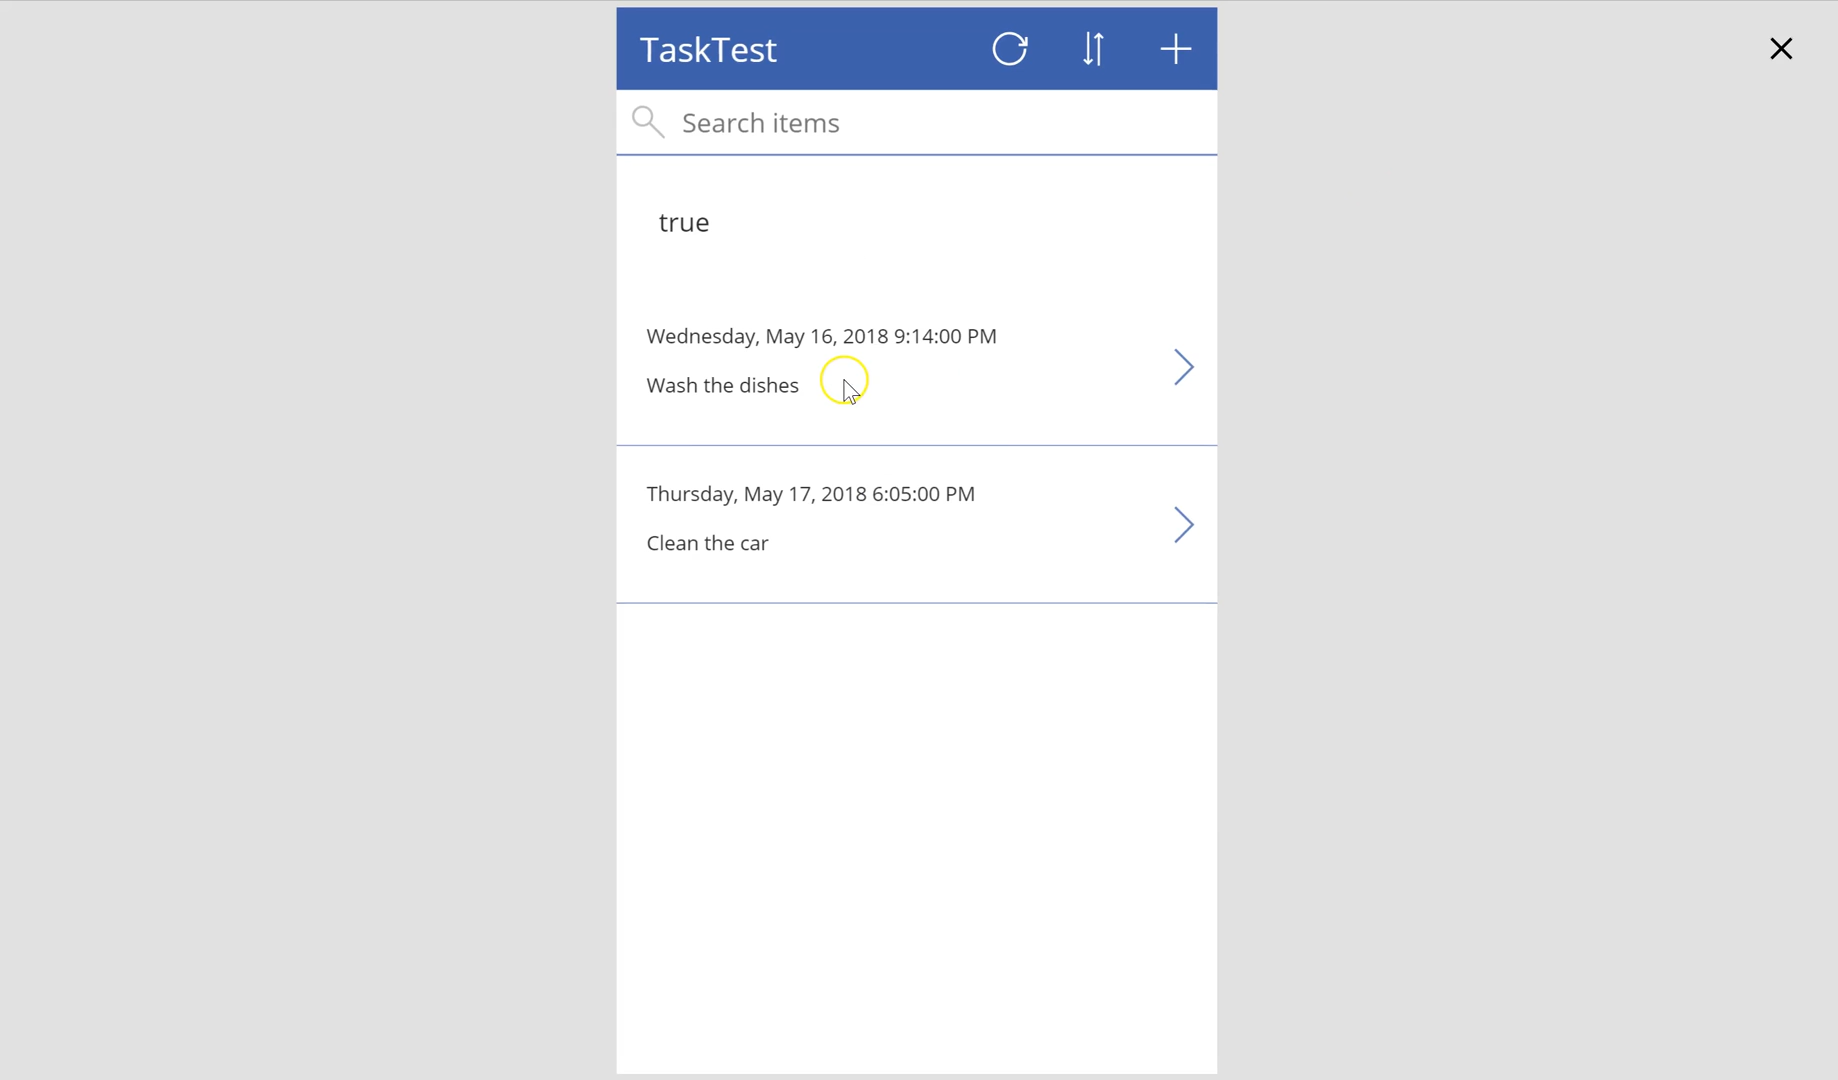 TaskTest
Search items
true
Wednesday, May 16, 2018 9:14:00 PM
Wash the dishes
Thursday, May 17, 2018 6:05:00 PM
Clean the car